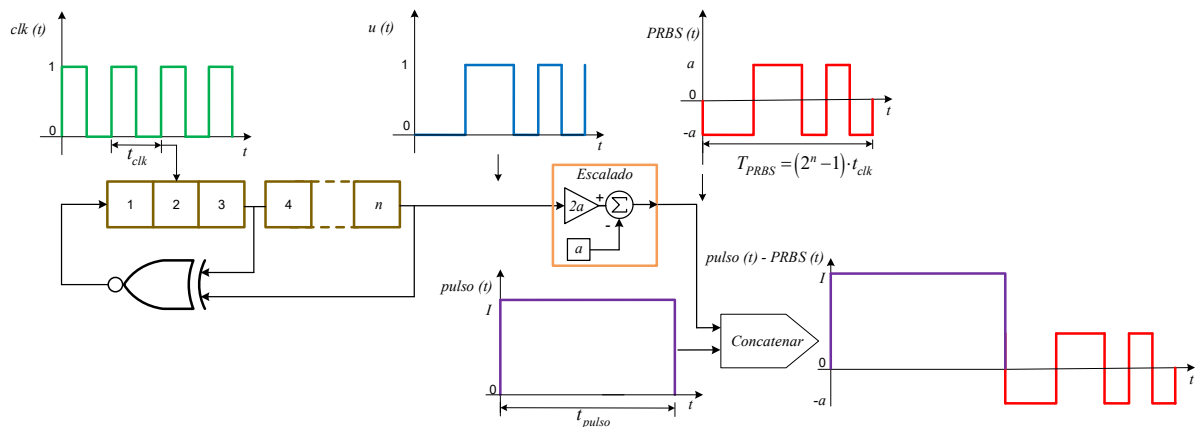 clk (t)
1
0
t
t_clk
u (t)
1
0
t
PRBS (t)
a
0
-a
t
T_PRBS = (2^n −1)·t_clk
1
2
3
4
n
Escalado
2a
+
Σ
-
a
pulso (t)
I
0
t
t_pulso
Concatenar
pulso (t) - PRBS (t)
I
0
-a
t